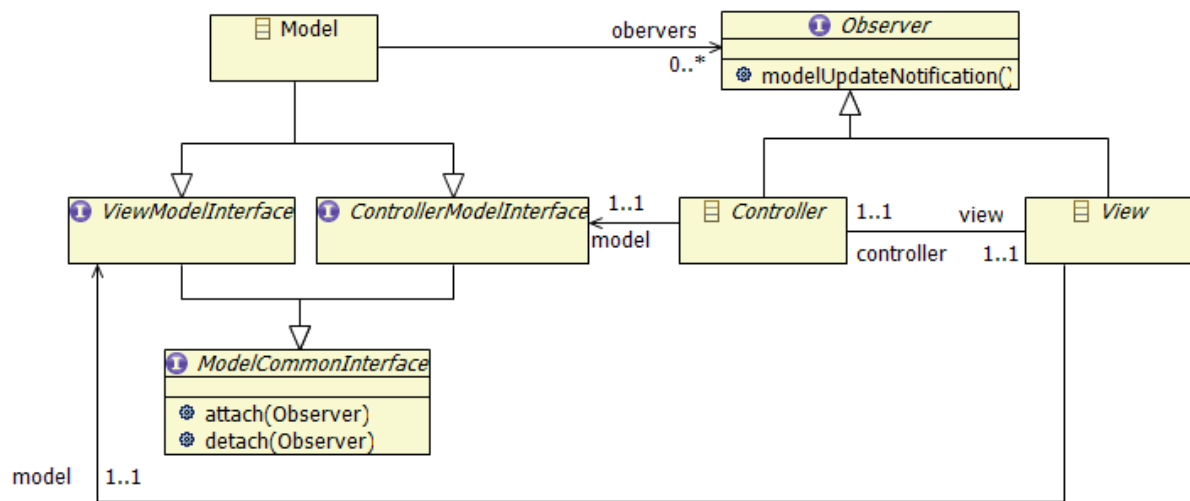 Model
obervers
0..*
I Observer
modelUpdateNotification()
I ViewModelInterface
I ControllerModelInterface
1..1
model
Controller
1..1
view
controller
1..1
View
I ModelCommonInterface
attach(Observer)
detach(Observer)
model
1..1